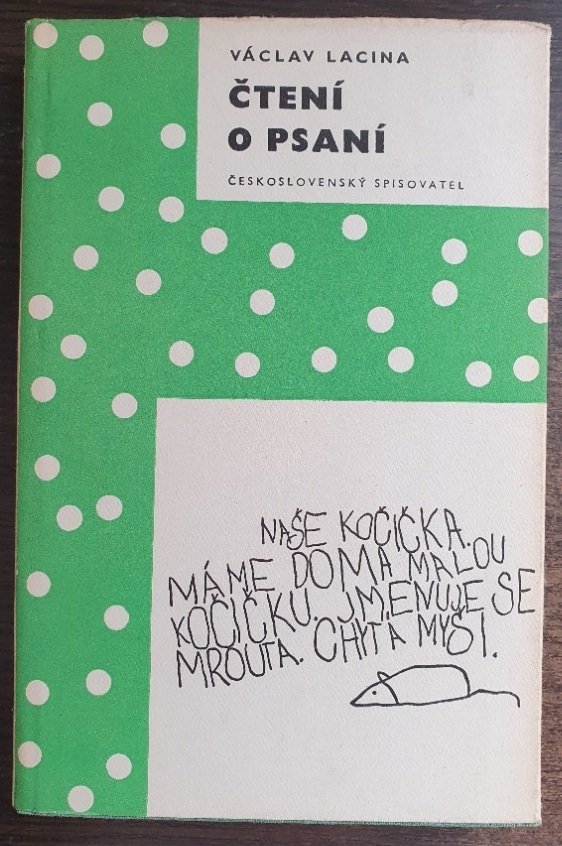 VÁCLAV LACINA
ČTENÍ
O PSANÍ
ČESKOSLOVENSKÝ SPISOVATEL
NAŠE KOČIČKA.
MÁME DOMA MALOU
KOČIČKU. JMENUJE SE
MROUTA. CHYTÁ MYŠI.